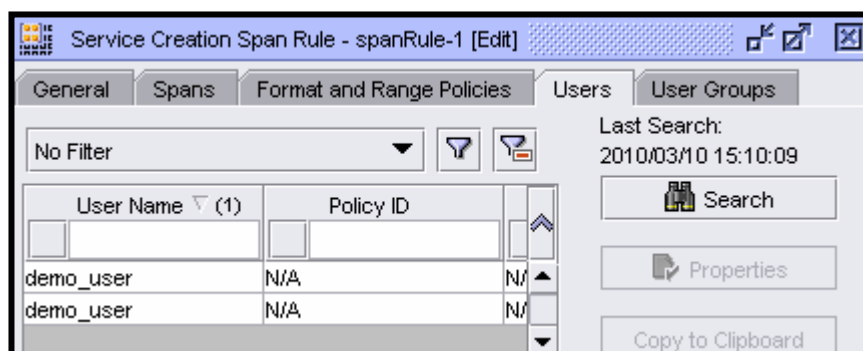 Service Creation Span Rule - spanRule-1 [Edit]
General Spans Format and Range Policies Users User Groups
No Filter
Last Search:
2010/03/10 15:10:09
Search
User Name (1) Policy ID
demo_user N/A N/
demo_user N/A N/
Properties
Copy to Clipboard